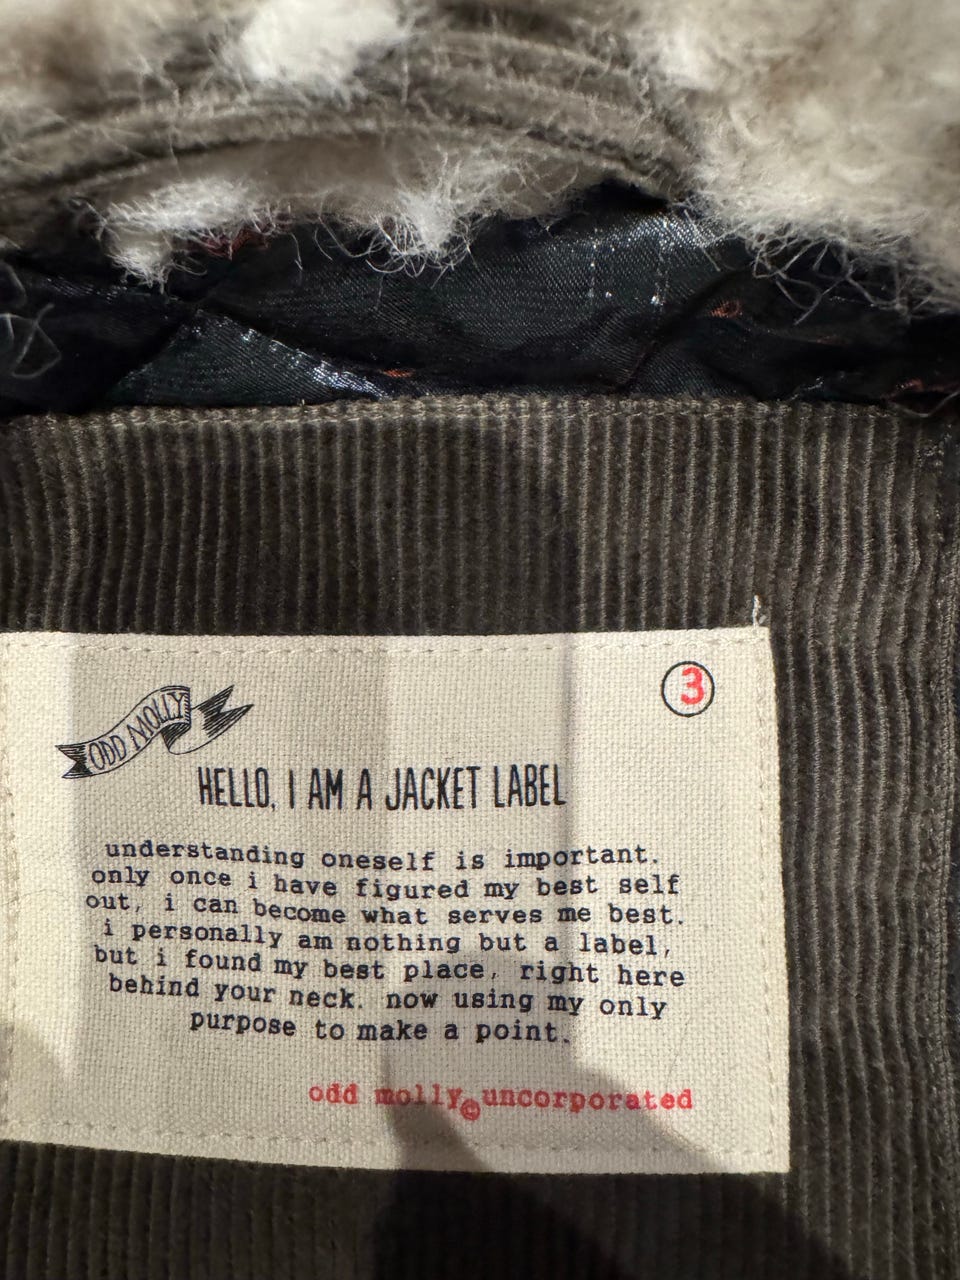 ODD MOLLY
3
HELLO, I AM A JACKET LABEL
understanding oneself is important.
only once i have figured my best self
out, i can become what serves me best.
i personally am nothing but a label,
but i found my best place, right here
behind your neck. now using my only
purpose to make a point.
odd molly©uncorporated